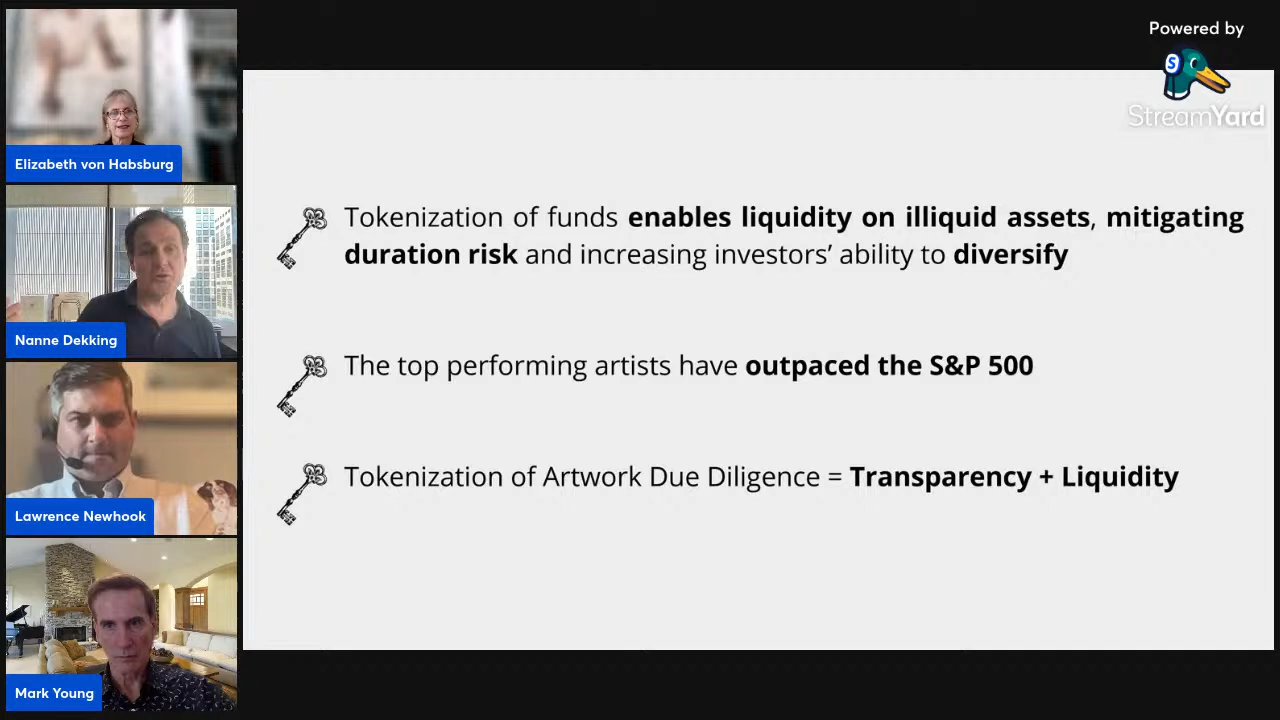 Powered by
StreamYard
Elizabeth von Habsburg
Nanne Dekking
Lawrence Newhook
Mark Young
Tokenization of funds enables liquidity on illiquid assets, mitigating
duration risk and increasing investors’ ability to diversify
The top performing artists have outpaced the S&P 500
Tokenization of Artwork Due Diligence = Transparency + Liquidity